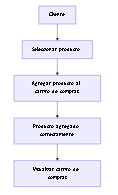 Cliente
Seleccionar producto
Agregar producto al
carrito de compras
Producto agregado
correctamente
Visualizar carrito de
compras